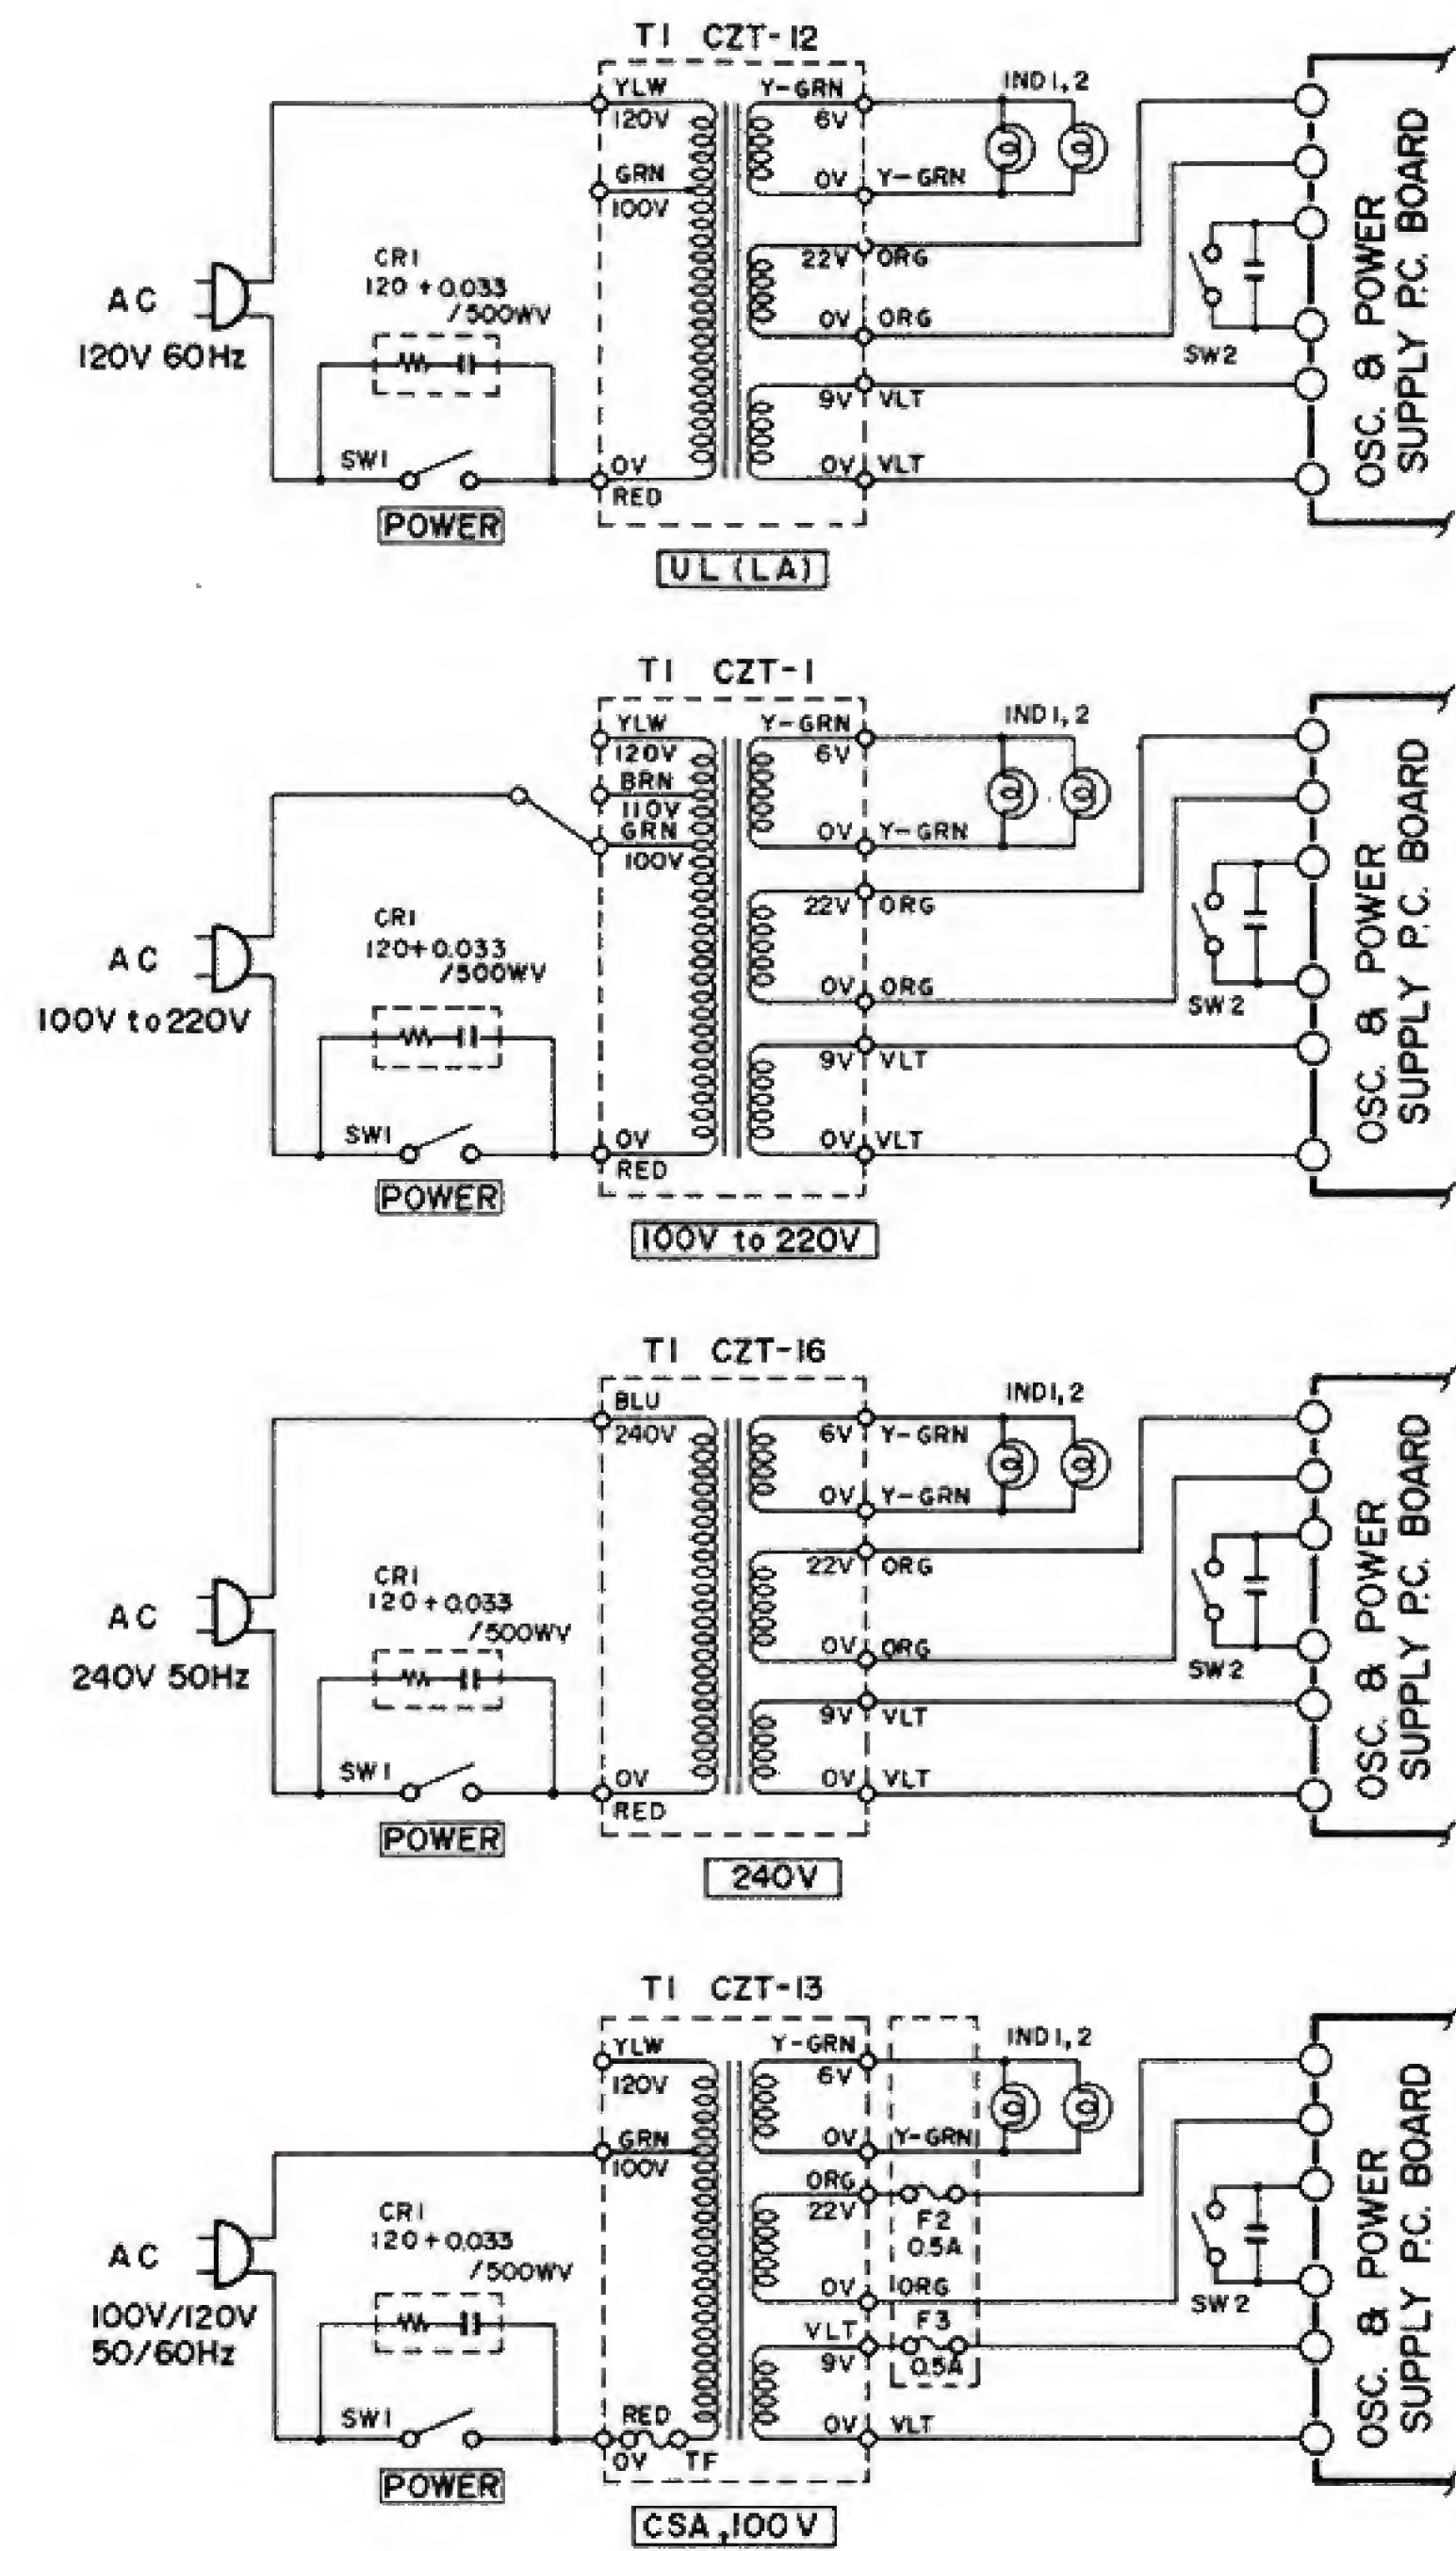 T1 CZT-12
YLW
120V
GRN
100V
Y-GRN
6V
0V
Y-GRN
IND 1, 2
22V
ORG
0V
ORG
9V
VLT
0V
VLT
0V
RED
CR1
120 + 0.033
/500WV
AC
120V 60Hz
SW1
POWER
SW2
OSC. & POWER
SUPPLY P.C. BOARD
UL (LA)
T1 CZT-1
YLW
120V
BRN
110V
GRN
100V
Y-GRN
6V
0V
Y-GRN
IND 1, 2
22V
ORG
0V
ORG
9V
VLT
0V
VLT
0V
RED
CR1
120+0.033
/500WV
AC
100V to 220V
SW1
POWER
SW2
OSC. & POWER
SUPPLY P.C. BOARD
100V to 220V
T1 CZT-16
BLU
240V
6V
Y-GRN
0V
Y-GRN
IND 1, 2
22V
ORG
0V
ORG
9V
VLT
0V
VLT
0V
RED
CR1
120+0.033
/500WV
AC
240V 50Hz
SW1
POWER
SW2
OSC. & POWER
SUPPLY P.C. BOARD
240V
T1 CZT-13
YLW
120V
GRN
100V
Y-GRN
6V
0V
Y-GRN
IND 1, 2
ORG
22V
F2
0.5A
0V
ORG
VLT
9V
F3
0.5A
0V
VLT
RED
0V
TF
CR1
120+0.033
/500WV
AC
100V/120V
50/60Hz
SW1
POWER
SW2
OSC. & POWER
SUPPLY P.C. BOARD
CSA, 100V